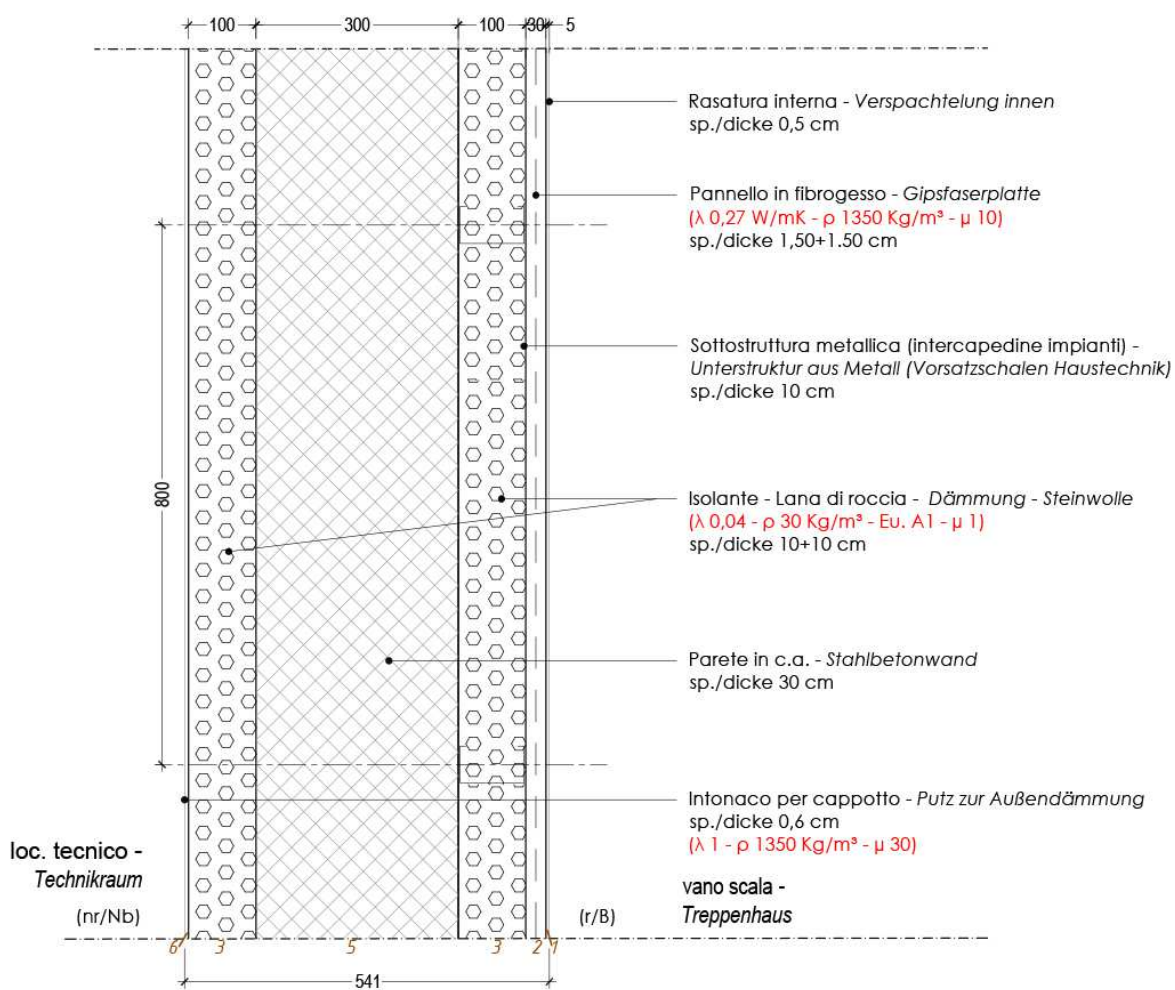 100 300 100 30 5
Rasatura interna - Verspachtelung innen
sp./dicke 0,5 cm
Pannello in fibrogesso - Gipsfaserplatte
(λ 0,27 W/mK - ρ 1350 Kg/m³ - μ 10)
sp./dicke 1,50+1.50 cm
Sottostruttura metallica (intercapedine impianti) -
Unterstruktur aus Metall (Vorsatzschalen Haustechnik)
sp./dicke 10 cm
800
Isolante - Lana di roccia - Dämmung - Steinwolle
(λ 0,04 - ρ 30 Kg/m³ - Eu. A1 - μ 1)
sp./dicke 10+10 cm
Parete in c.a. - Stahlbetonwand
sp./dicke 30 cm
Intonaco per cappotto - Putz zur Außendämmung
sp./dicke 0,6 cm
(λ 1 - ρ 1350 Kg/m³ - μ 30)
loc. tecnico -
Technikraum
(nr/Nb)
(r/B)
vano scala -
Treppenhaus
6 3 5 3 2 1
541